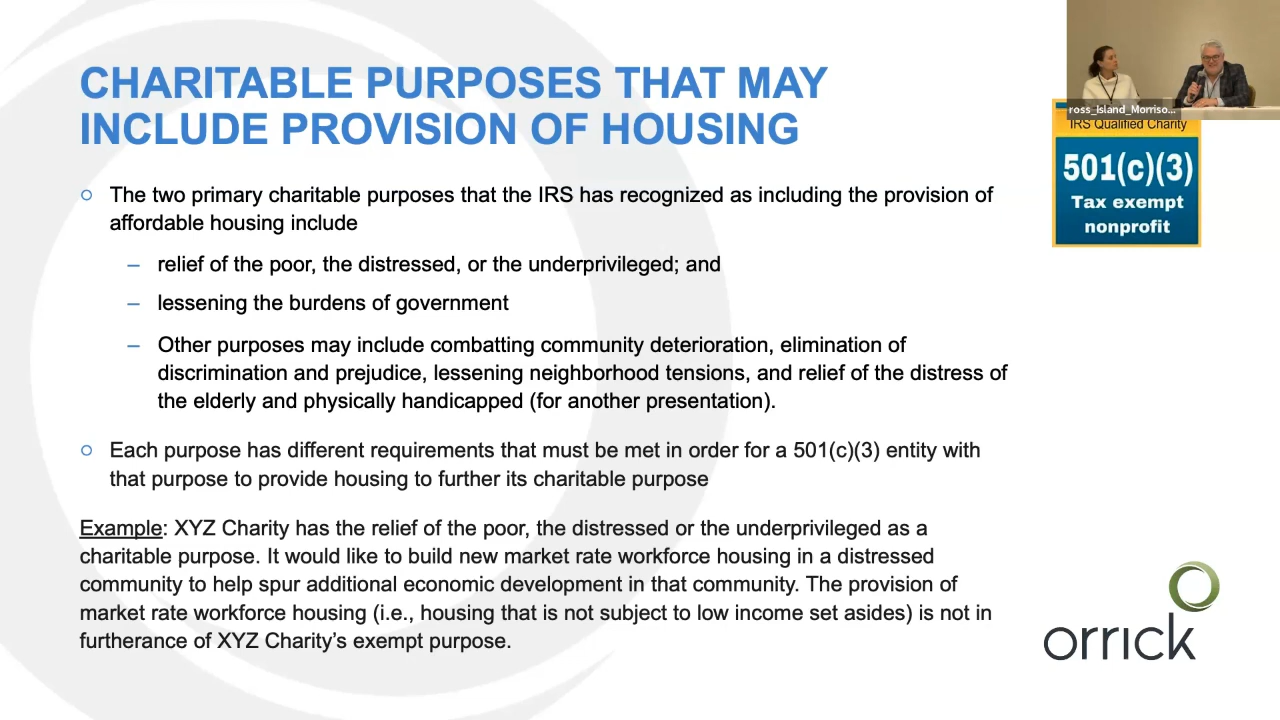 CHARITABLE PURPOSES THAT MAY
INCLUDE PROVISION OF HOUSING
The two primary charitable purposes that the IRS has recognized as including the provision of
affordable housing include
– relief of the poor, the distressed, or the underprivileged; and
– lessening the burdens of government
– Other purposes may include combatting community deterioration, elimination of
discrimination and prejudice, lessening neighborhood tensions, and relief of the distress of
the elderly and physically handicapped (for another presentation).
Each purpose has different requirements that must be met in order for a 501(c)(3) entity with
that purpose to provide housing to further its charitable purpose
Example: XYZ Charity has the relief of the poor, the distressed or the underprivileged as a
charitable purpose. It would like to build new market rate workforce housing in a distressed
community to help spur additional economic development in that community. The provision of
market rate workforce housing (i.e., housing that is not subject to low income set asides) is not in
furtherance of XYZ Charity's exempt purpose.
ross_island_Morriso...
IRS Qualified Charity
501(c)(3)
Tax exempt
nonprofit
orrick